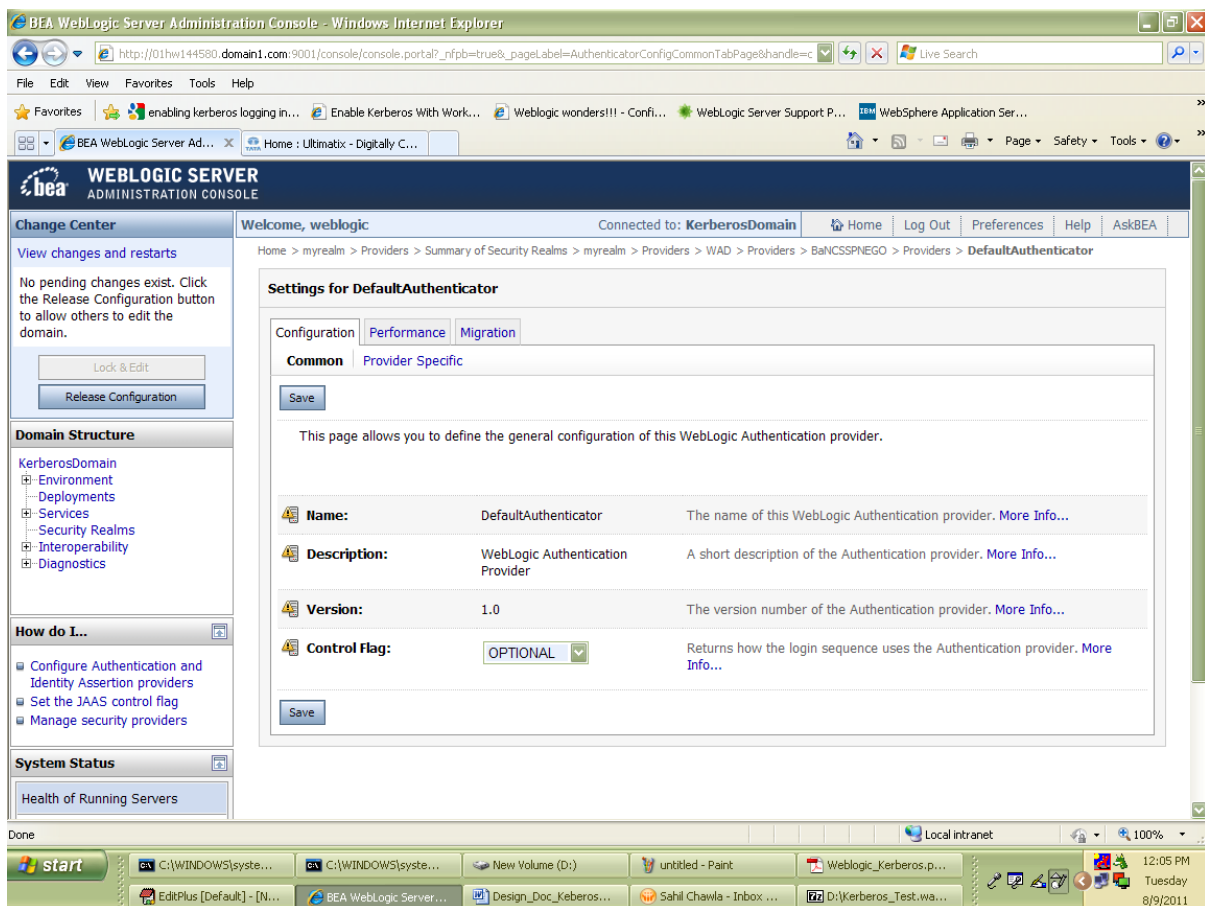 BEA WebLogic Server Administration Console - Windows Internet Explorer
http://01hw144580.domain1.com:9001/console/console.portal?_nfpb=true&_pageLabel=AuthenticatorConfigCommonTabPage&handle=c
Live Search
File Edit View Favorites Tools Help
Favorites enabling kerberos logging in... Enable Kerberos With Work... Weblogic wonders!!! - Confi... WebLogic Server Support P... IBM WebSphere Application Ser... »
BEA WebLogic Server Ad... X TATA Home : Ultimatix - Digitally C... Page Safety Tools »
bea WEBLOGIC SERVER
ADMINISTRATION CONSOLE
Change Center
View changes and restarts
No pending changes exist. Click
the Release Configuration button
to allow others to edit the
domain.
Lock & Edit
Release Configuration
Domain Structure
KerberosDomain
Environment
Deployments
Services
Security Realms
Interoperability
Diagnostics
How do I...
Configure Authentication and
Identity Assertion providers
Set the JAAS control flag
Manage security providers
System Status
Health of Running Servers
Welcome, weblogic Connected to: KerberosDomain Home Log Out Preferences Help AskBEA
Home > myrealm > Providers > Summary of Security Realms > myrealm > Providers > WAD > Providers > BaNCSSPNEGO > Providers > DefaultAuthenticator
Settings for DefaultAuthenticator
Configuration Performance Migration
Common Provider Specific
Save
This page allows you to define the general configuration of this WebLogic Authentication provider.
Name: DefaultAuthenticator The name of this WebLogic Authentication provider. More Info...
Description: WebLogic Authentication A short description of the Authentication provider. More Info...
Provider
Version: 1.0 The version number of the Authentication provider. More Info...
Control Flag: OPTIONAL Returns how the login sequence uses the Authentication provider. More
Info...
Save
Done Local intranet 100%
start C:\WINDOWS\syste... C:\WINDOWS\syste... New Volume (D:) untitled - Paint Weblogic_Kerberos.p... 12:05 PM
Tuesday
EditPlus [Default] - [N... BEA WebLogic Server... Design_Doc_Keberos... Sahil Chawla - Inbox ... D:\Kerberos_Test.wa... 8/9/2011